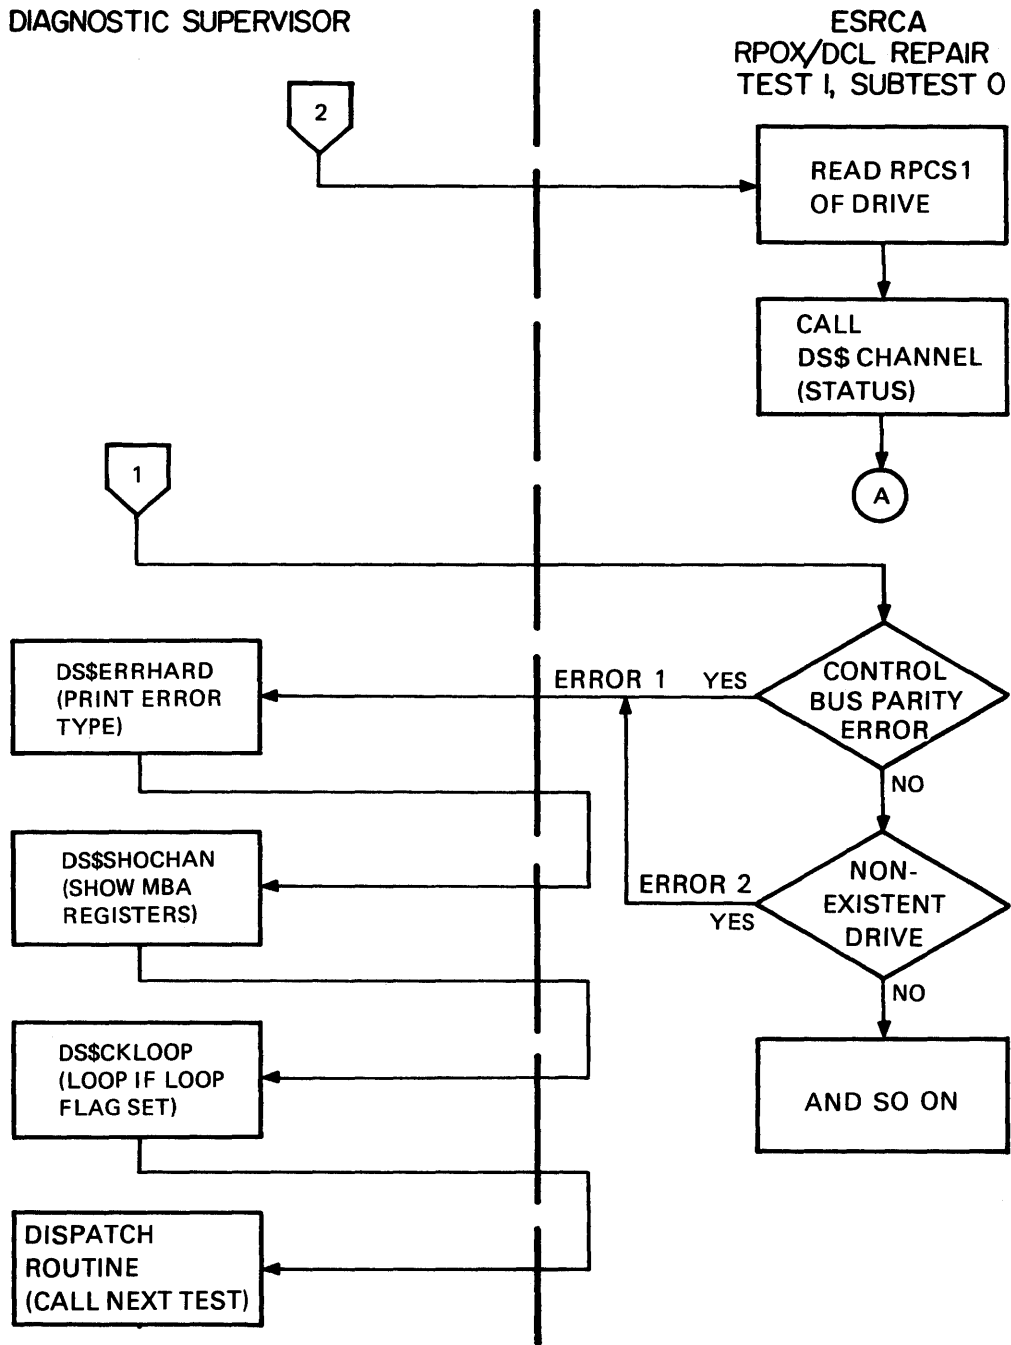 DIAGNOSTIC SUPERVISOR
ESRCA
RPOX/DCL REPAIR
TEST 1, SUBTEST 0
2
READ RPCS1
OF DRIVE
CALL
DS$ CHANNEL
(STATUS)
A
1
CONTROL
BUS PARITY
ERROR
ERROR 1
YES
NO
DS$ERRHARD
(PRINT ERROR
TYPE)
NON-
EXISTENT
DRIVE
ERROR 2
YES
NO
DS$SHOCHAN
(SHOW MBA
REGISTERS)
DS$CKLOOP
(LOOP IF LOOP
FLAG SET)
AND SO ON
DISPATCH
ROUTINE
(CALL NEXT TEST)